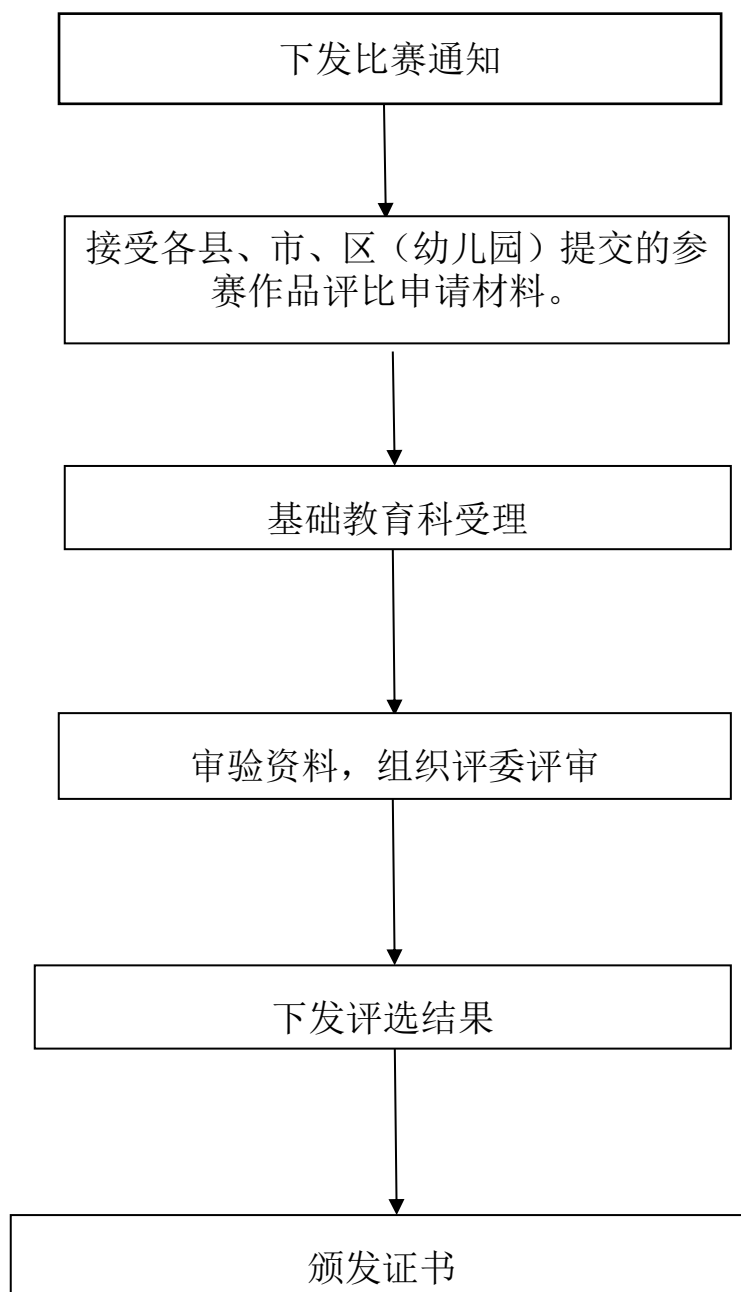 下发比赛通知
接受各县、市、区（幼儿园）提交的参
赛作品评比申请材料。
基础教育科受理
审验资料，组织评委评审
下发评选结果
颁发证书